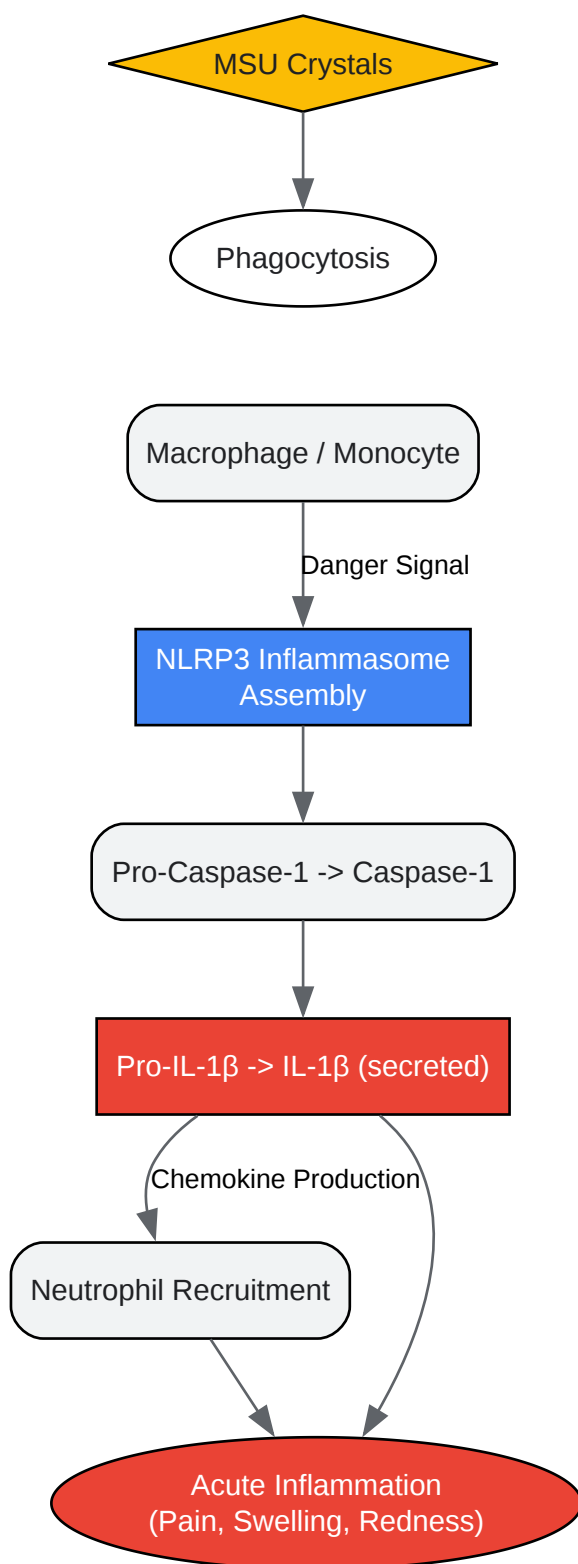 MSU Crystals
Phagocytosis
Macrophage / Monocyte
Danger Signal
NLRP3 Inflammasome
Assembly
Pro-Caspase-1 -> Caspase-1
Pro-IL-1β -> IL-1β (secreted)
Chemokine Production
Neutrophil Recruitment
Acute Inflammation
(Pain, Swelling, Redness)